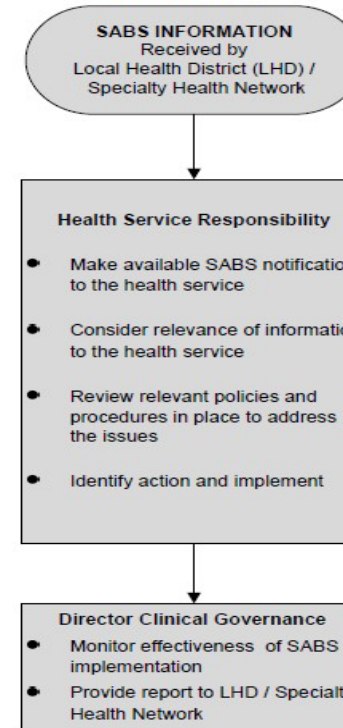 SABS INFORMATION
Received by
Local Health District (LHD) /
Specialty Health Network
Health Service Responsibility
Make available SABS notificatio
to the health service
Consider relevance of informatio
to the health service
Review relevant policies and
procedures in place to address
the issues
Identify action and implement
Director Clinical Governance
Monitor effectiveness of SABS
implementation
Provide report to LHD / Specialt
Health Network